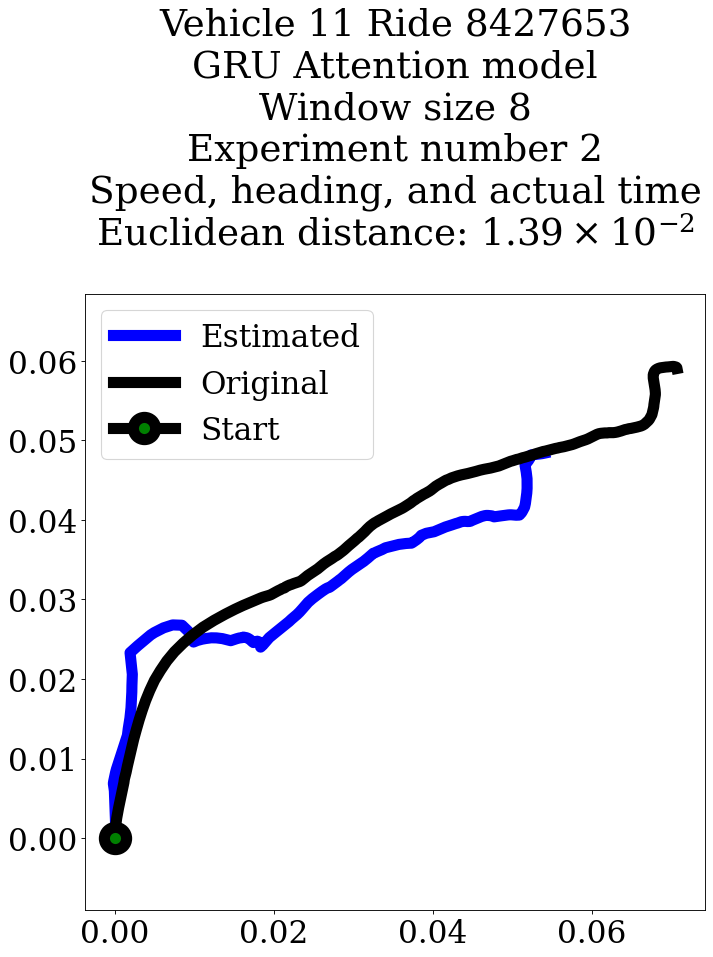 Vehicle 11 Ride 8427653
GRU Attention model
Window size 8
Experiment number 2
Speed, heading, and actual time
Euclidean distance: 1.39 × 10⁻²
Estimated
Original
Start
0.06
0.05
0.04
0.03
0.02
0.01
0.00
0.00 0.02 0.04 0.06